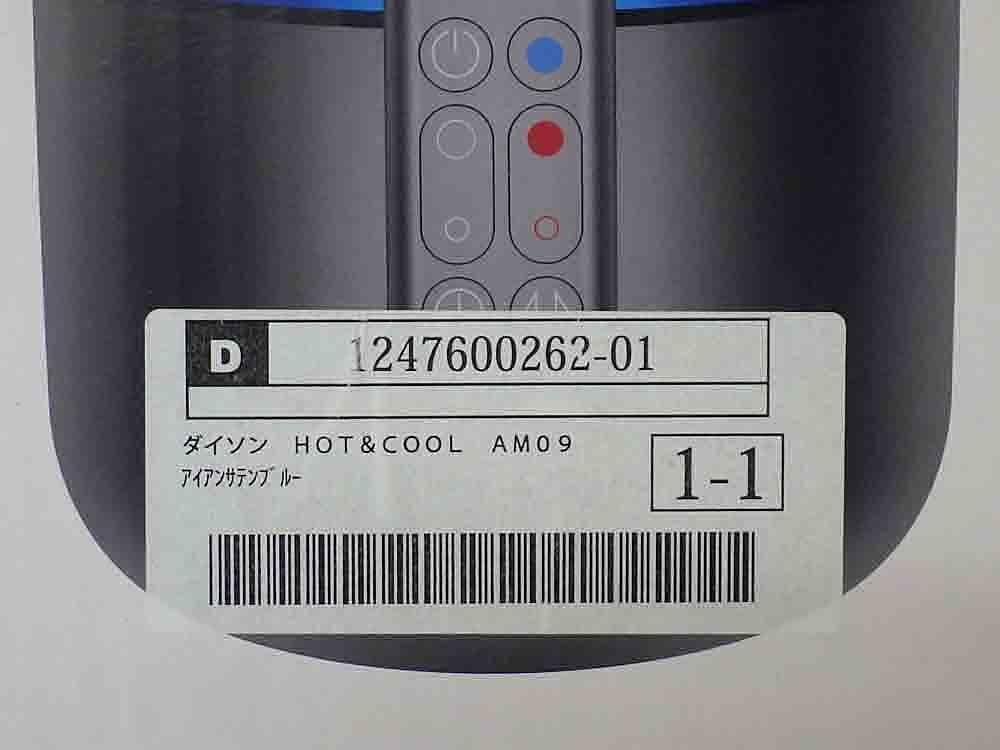 D 1247600262-01
ダイソン　HOT&COOL　AM09
ｱｲｱﾝｻﾃﾝﾌﾞﾙｰ
1-1